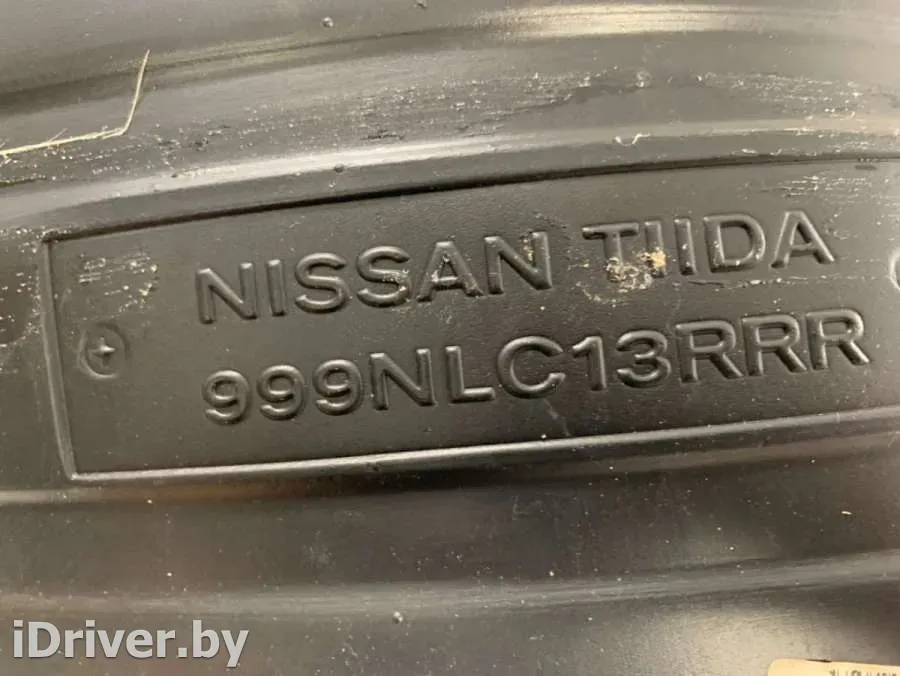 NISSAN TIIDA
999NLC13RRR
iDriver.by